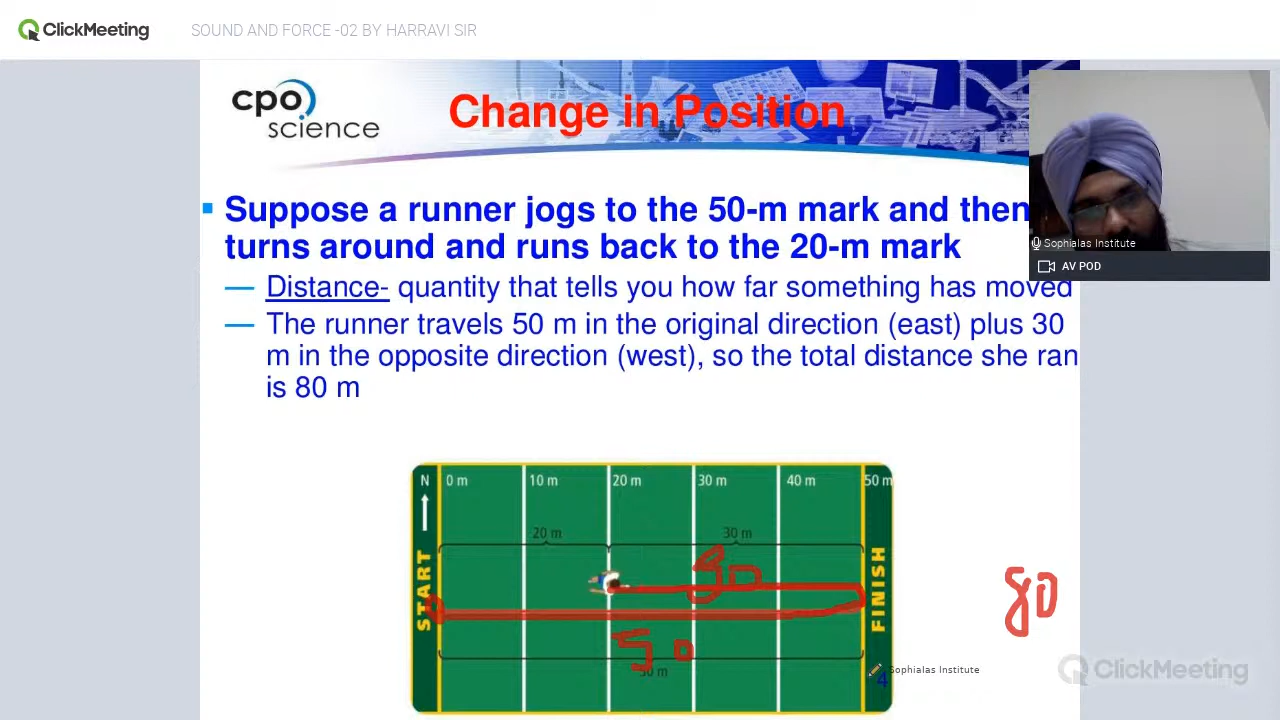 ClickMeeting
SOUND AND FORCE -02 BY HARRAVI SIR
cpo
science
Change in Position
Suppose a runner jogs to the 50-m mark and then
turns around and runs back to the 20-m mark
— Distance- quantity that tells you how far something has moved
— The runner travels 50 m in the original direction (east) plus 30
m in the opposite direction (west), so the total distance she ran
is 80 m
Sophialas Institute
AV POD
N
0 m
10 m
20 m
30 m
40 m
50 m
20 m
30 m
START
FINISH
30
50
80
50 m
Sophialas Institute
4
ClickMeeting